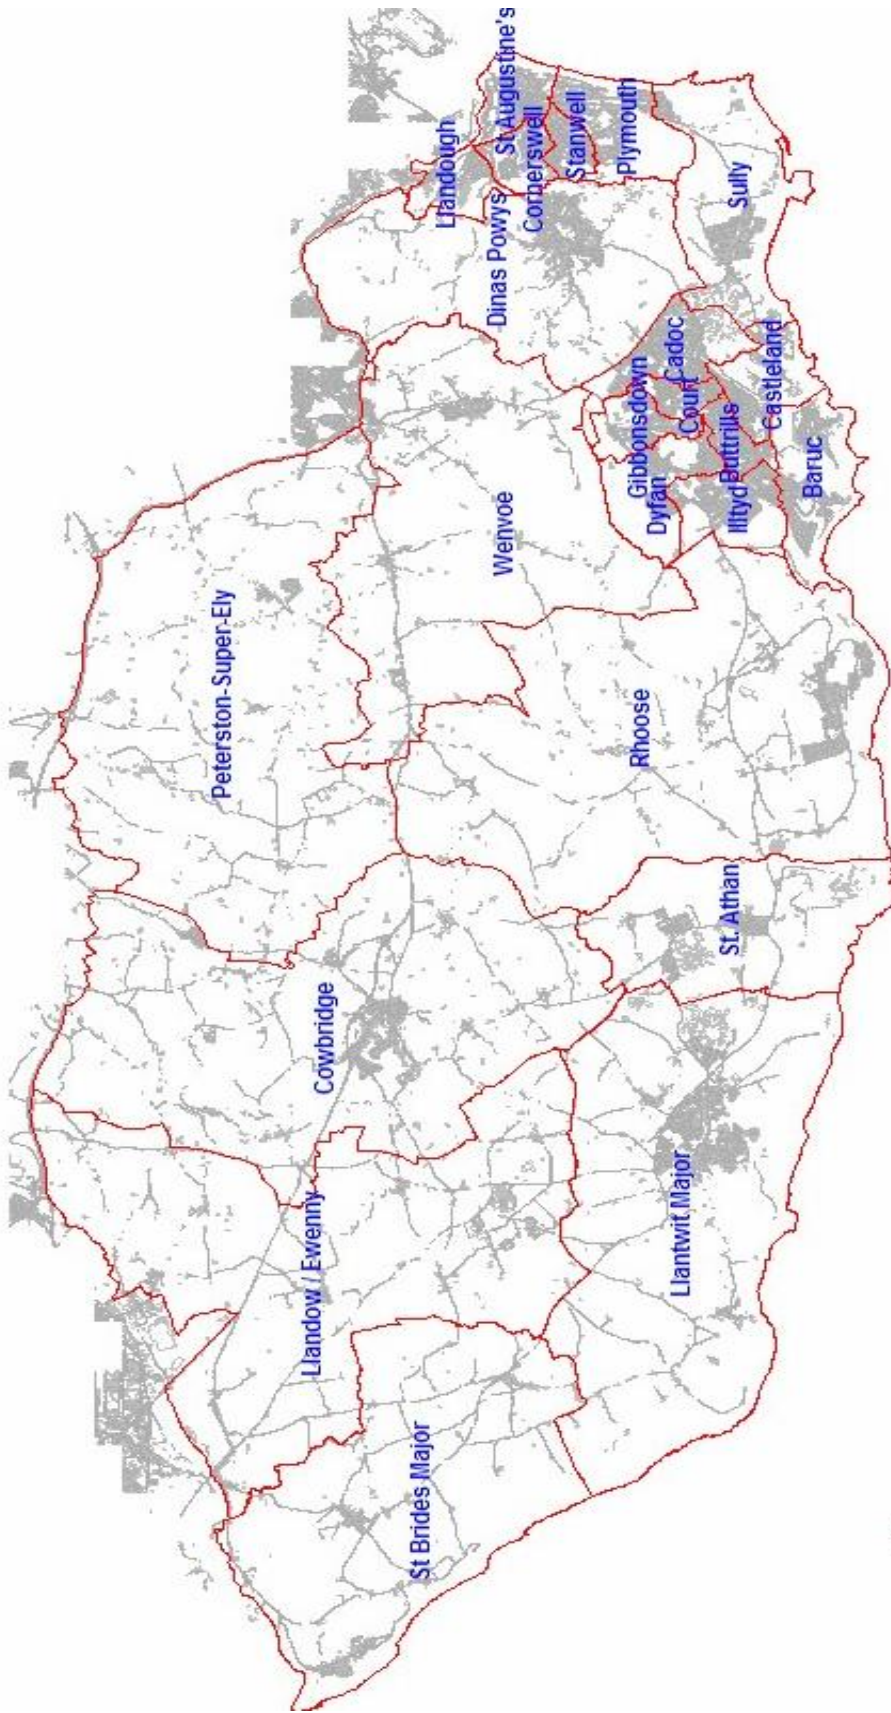 St Augustine's
Llandough
Cornerswell
Stanwell
Plymouth
Dinas Powys
Sully
Cadoc
Castleland
Gibbonsdown
Court
Buttrills
Dyfan
Illtyd
Baruc
Wenvoe
Peterston-Super-Ely
Rhoose
St. Athan
Cowbridge
Llantwit Major
Llandow / Ewenny
St Brides Major